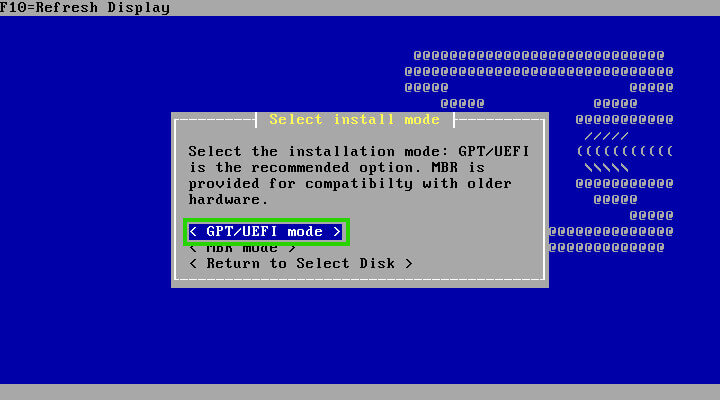 F10=Refresh Display
@@@@@@@@@@@@@@@@@@@@@@@@@@@@
@@@@@@@@@@@@@@@@@@@@@@@@@@@@@@
@@@@@ @@@@@
@@@@@ @@@@@
Select install mode
@@@@@@@@@@@
/////
(((((((((((
\\\\\
@@@@@@@@@@@
@@@@@
@@@@@
@@@@@@@@@@@@@@
@@@@@@@@@@@@@
Select the installation mode: GPT/UEFI
is the recommended option. MBR is
provided for compatibilty with older
hardware.
< GPT/UEFI mode >
< MBR mode >
< Return to Select Disk >